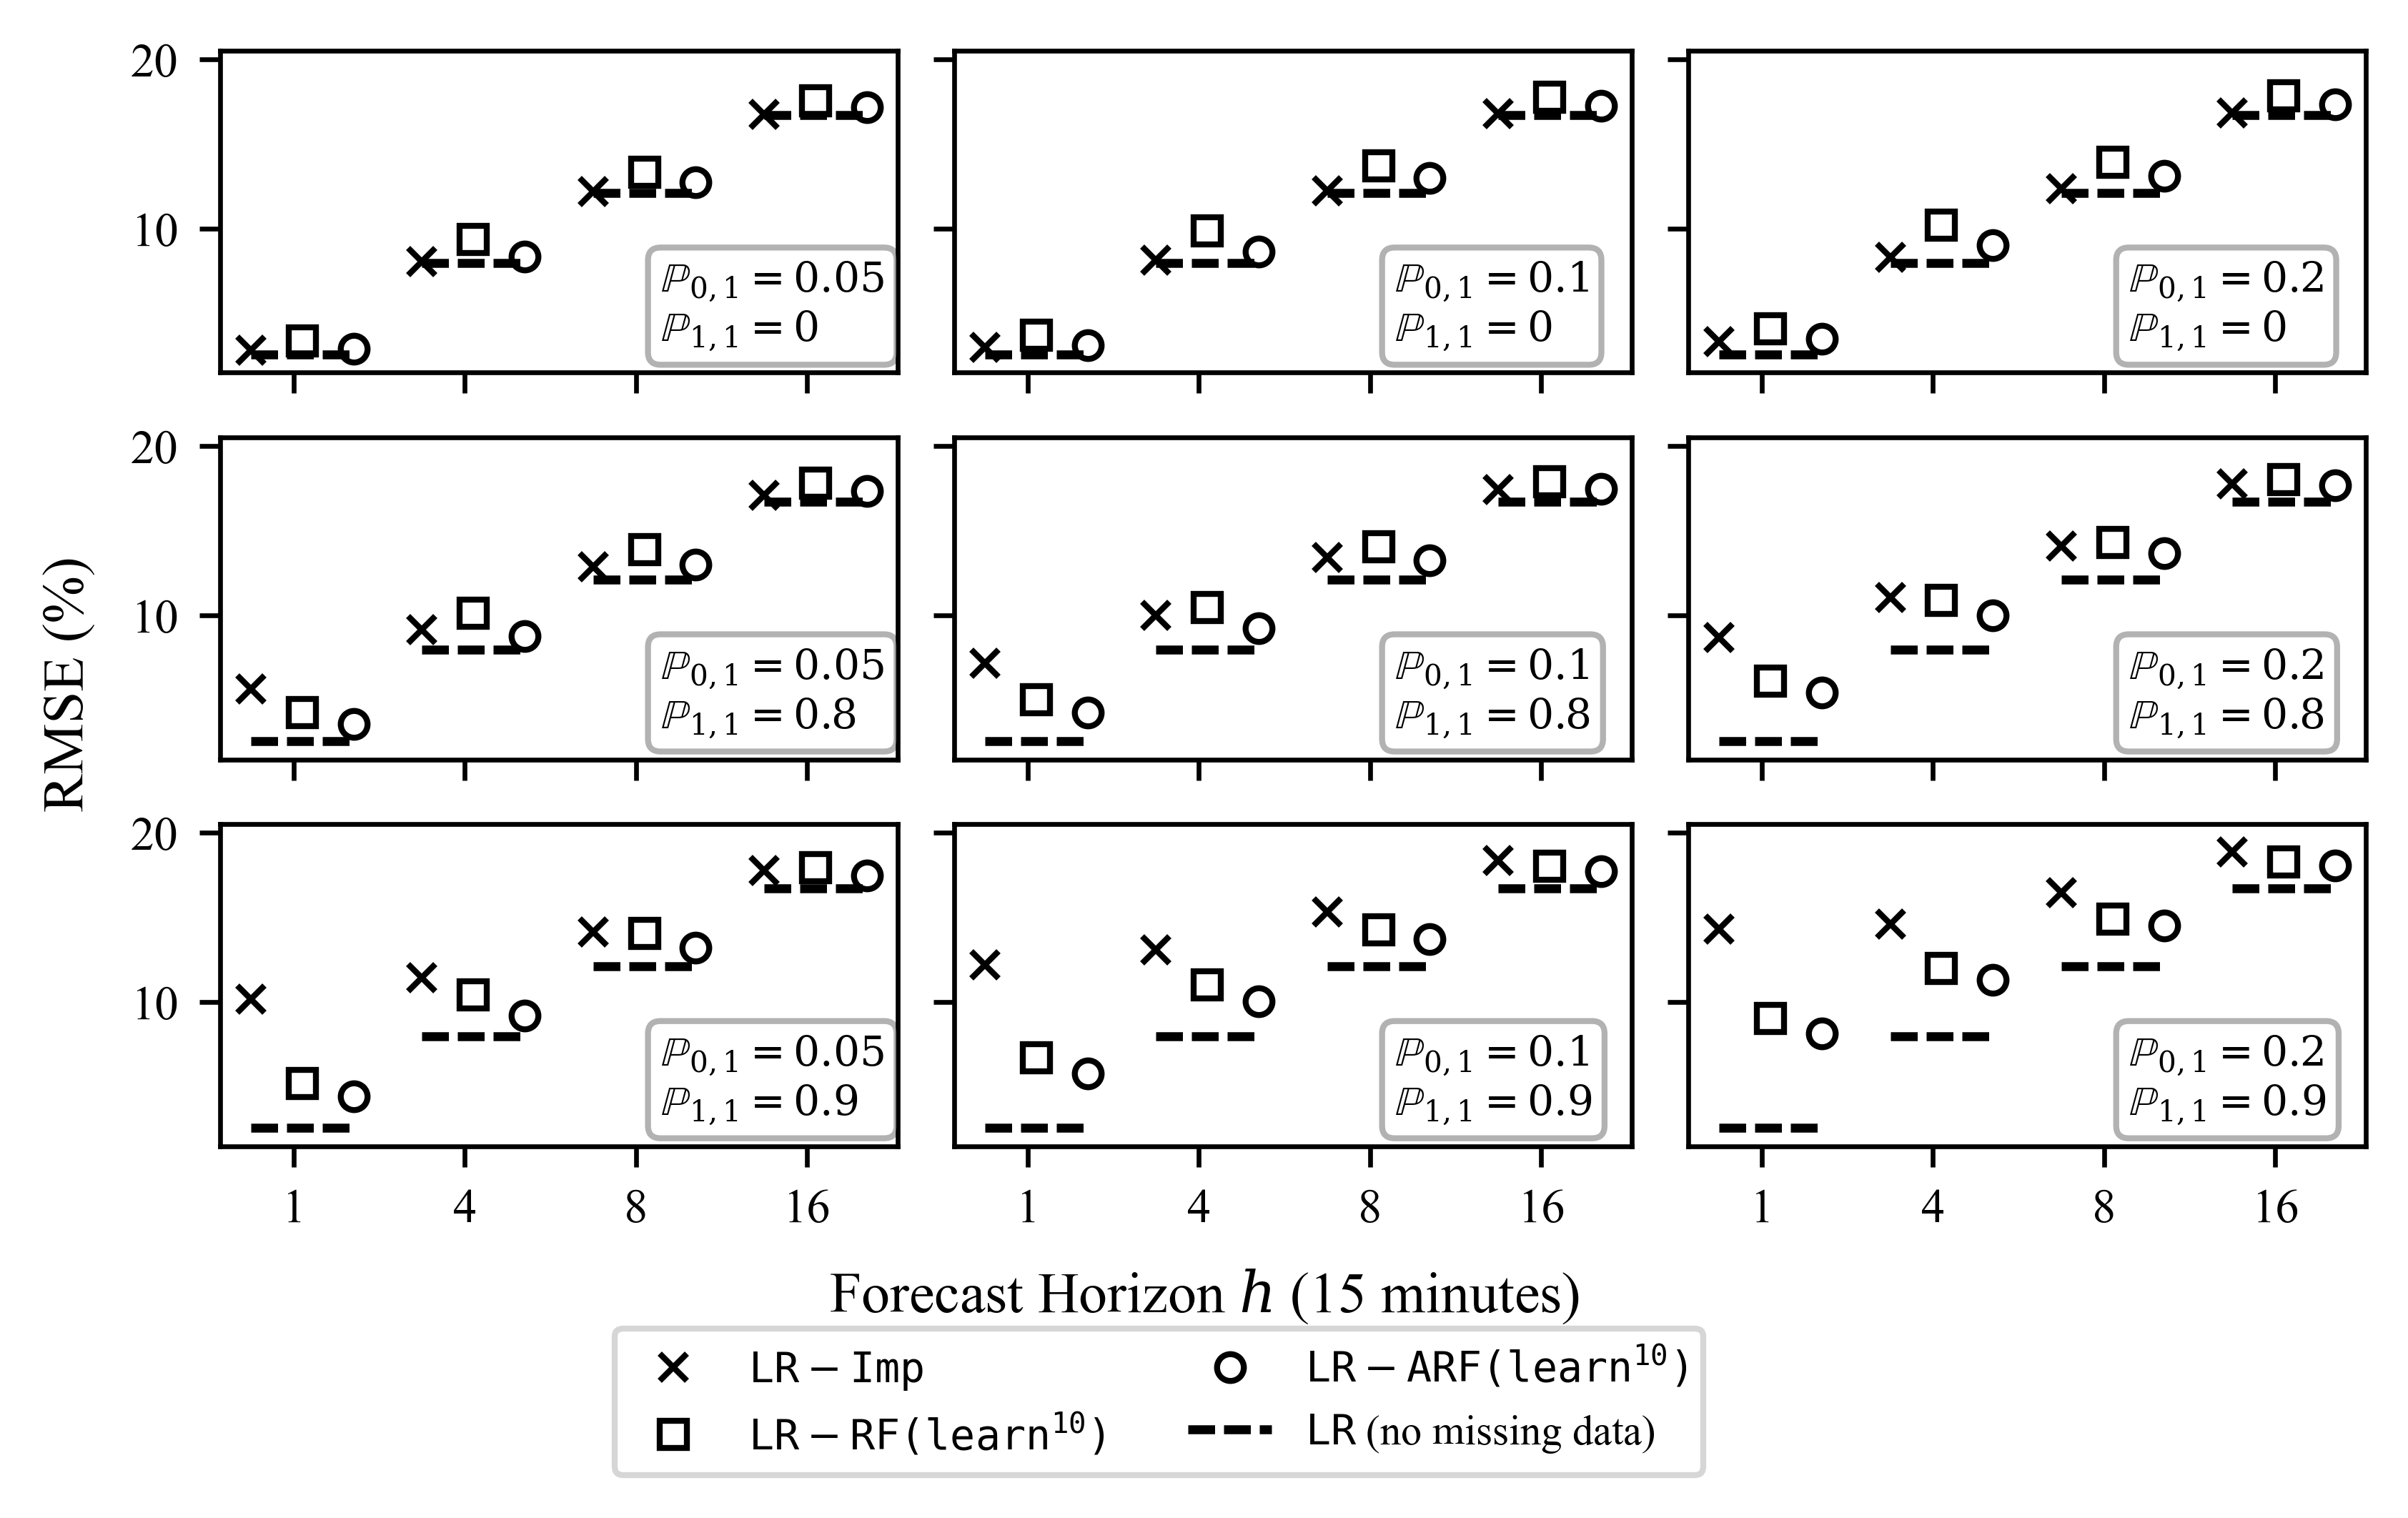 20
10
ℙ0,1 = 0.05
ℙ1,1 = 0
ℙ0,1 = 0.1
ℙ1,1 = 0
ℙ0,1 = 0.2
ℙ1,1 = 0
20
10
ℙ0,1 = 0.05
ℙ1,1 = 0.8
ℙ0,1 = 0.1
ℙ1,1 = 0.8
ℙ0,1 = 0.2
ℙ1,1 = 0.8
20
10
ℙ0,1 = 0.05
ℙ1,1 = 0.9
ℙ0,1 = 0.1
ℙ1,1 = 0.9
ℙ0,1 = 0.2
ℙ1,1 = 0.9
RMSE (%)
1 4 8 16
1 4 8 16
1 4 8 16
Forecast Horizon h (15 minutes)
LR − Imp
LR − RF(learn¹⁰)
LR − ARF(learn¹⁰)
LR (no missing data)